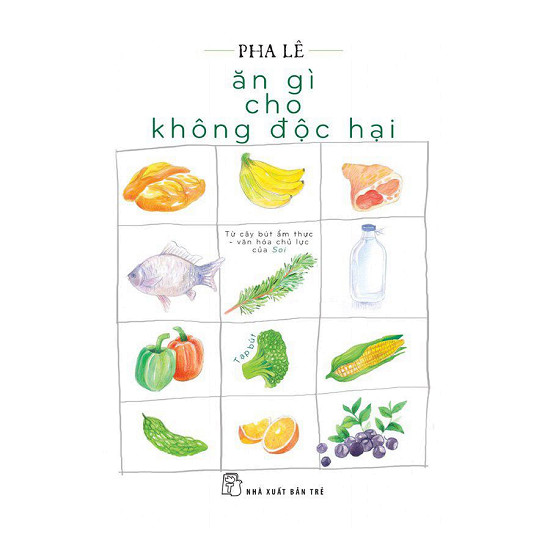 PHA LÊ
ăn gì
cho
không độc hại
Từ cây bút ẩm thực
- văn hóa chủ lực
của Soi
Tạp bút
NHÀ XUẤT BẢN TRẺ